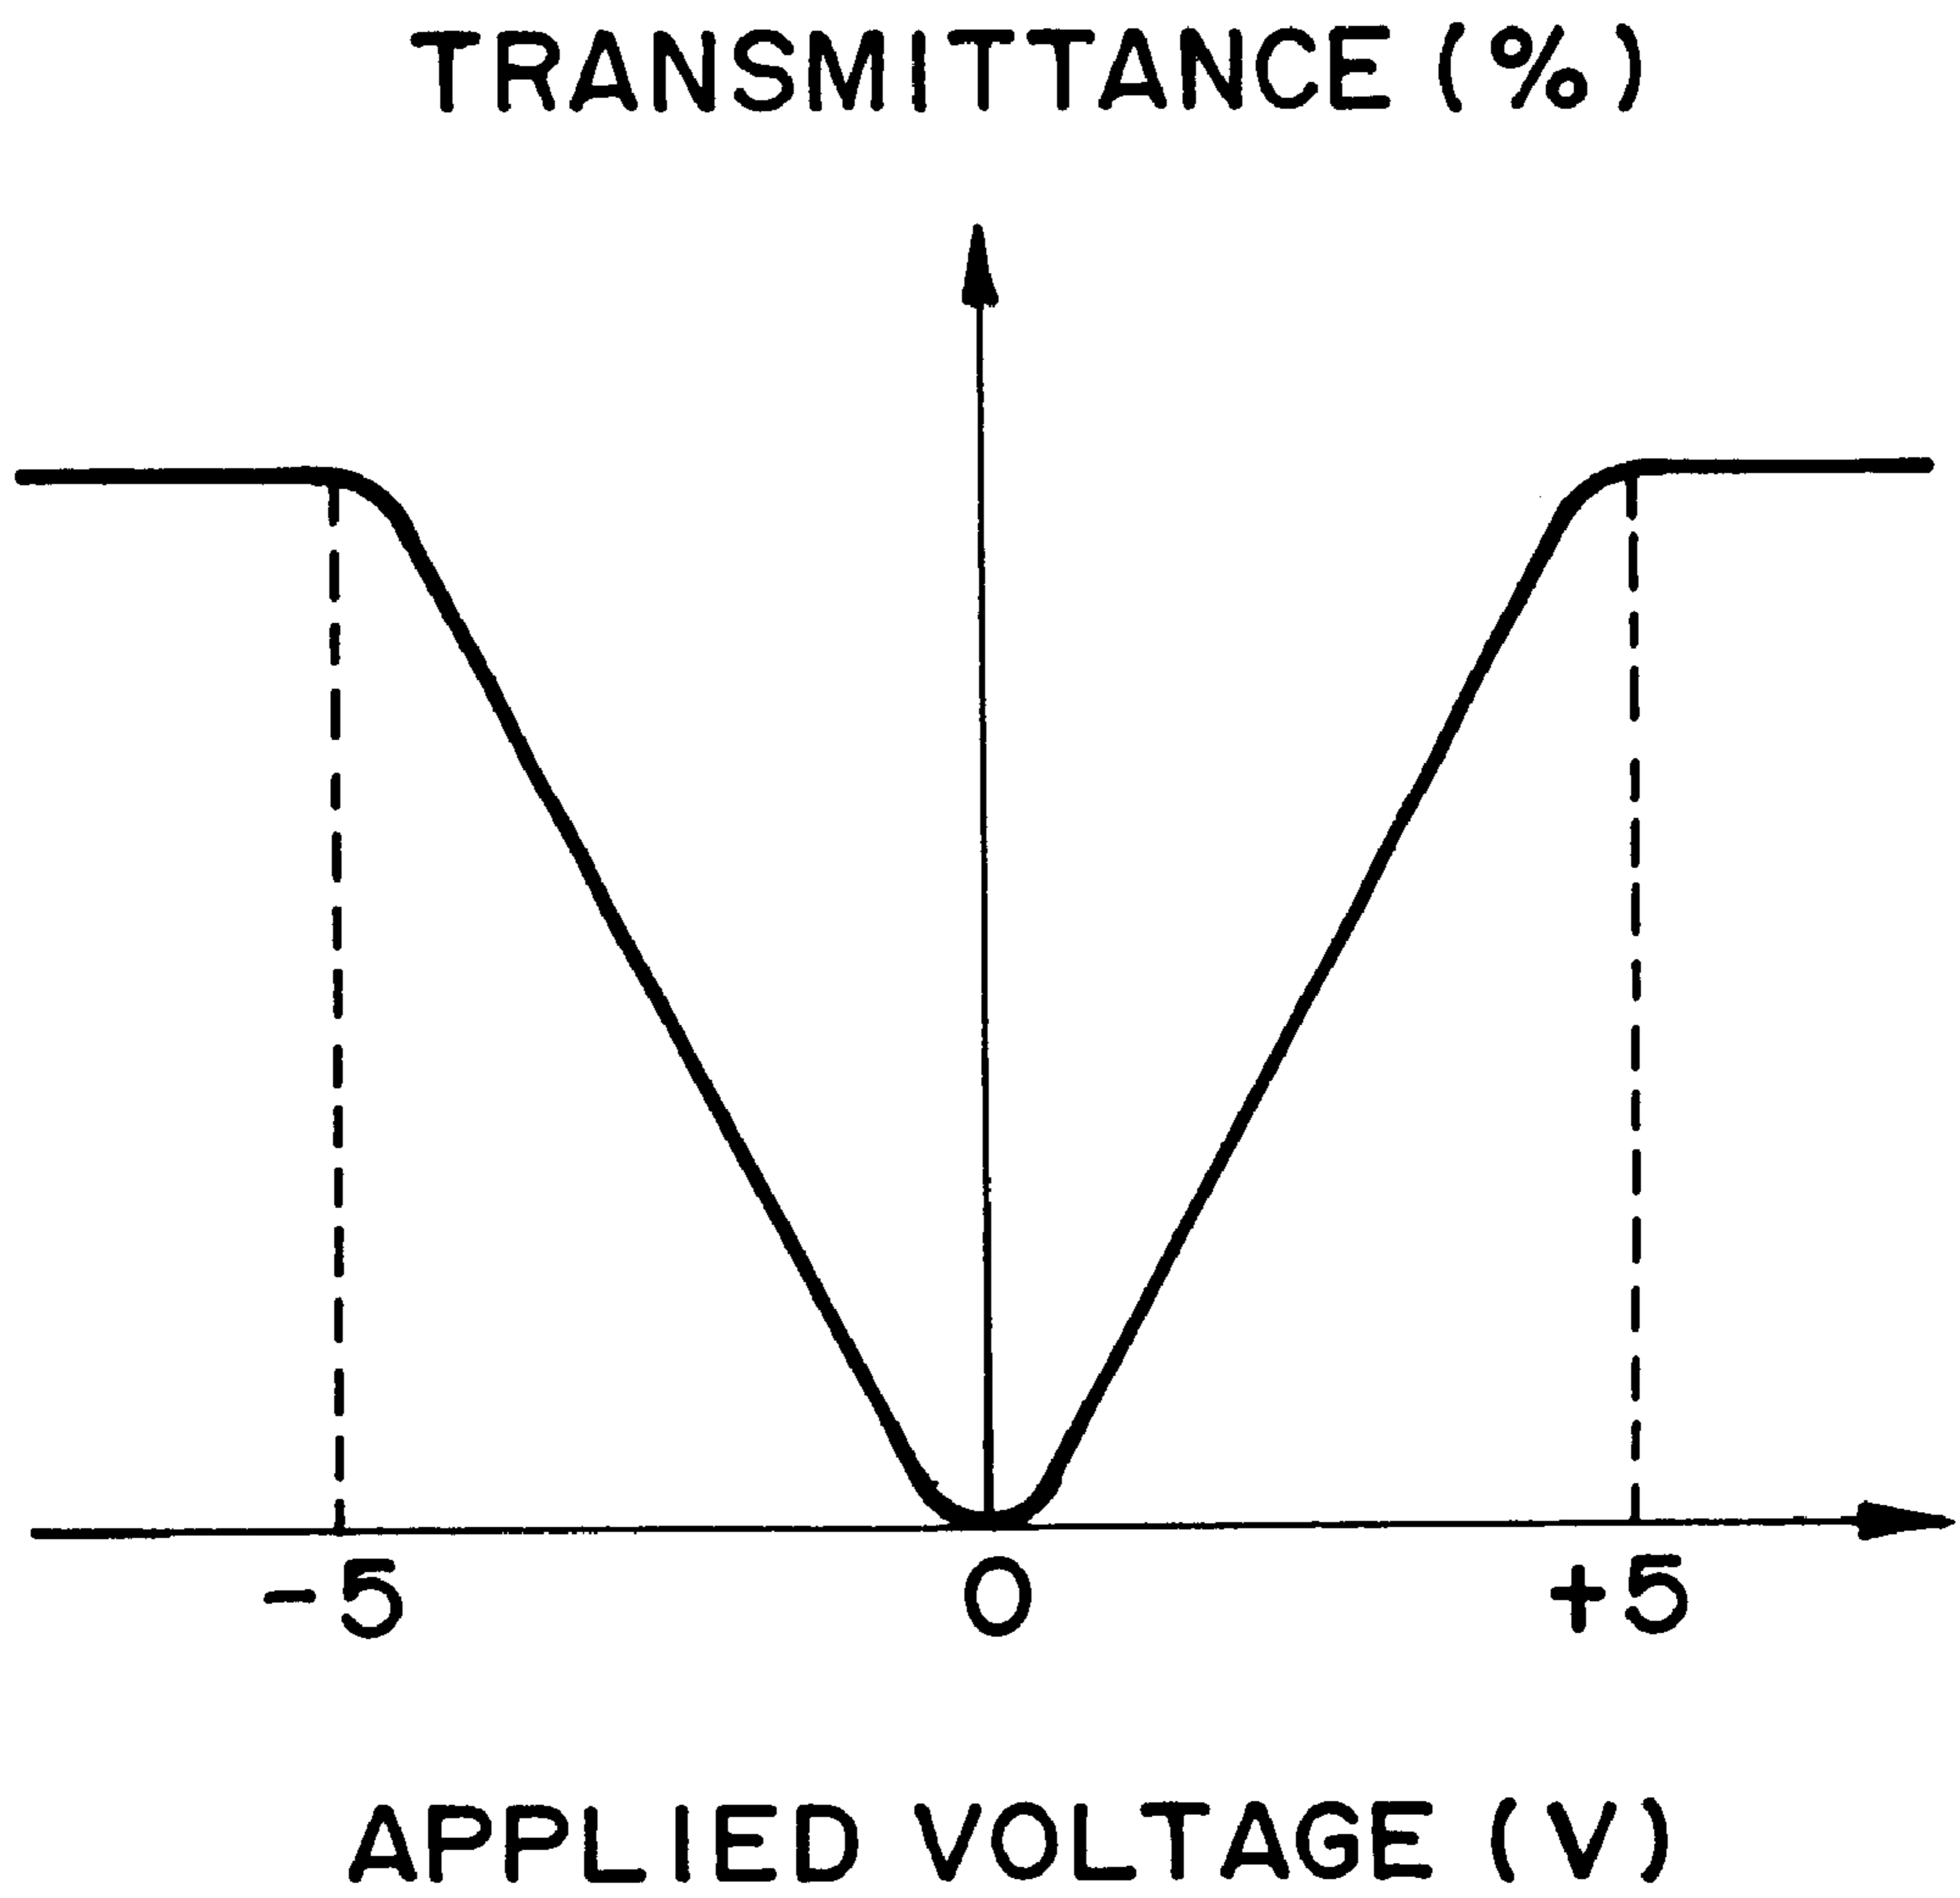 TRANSMITTANCE (%)
-5 0 +5
APPLIED VOLTAGE (V)